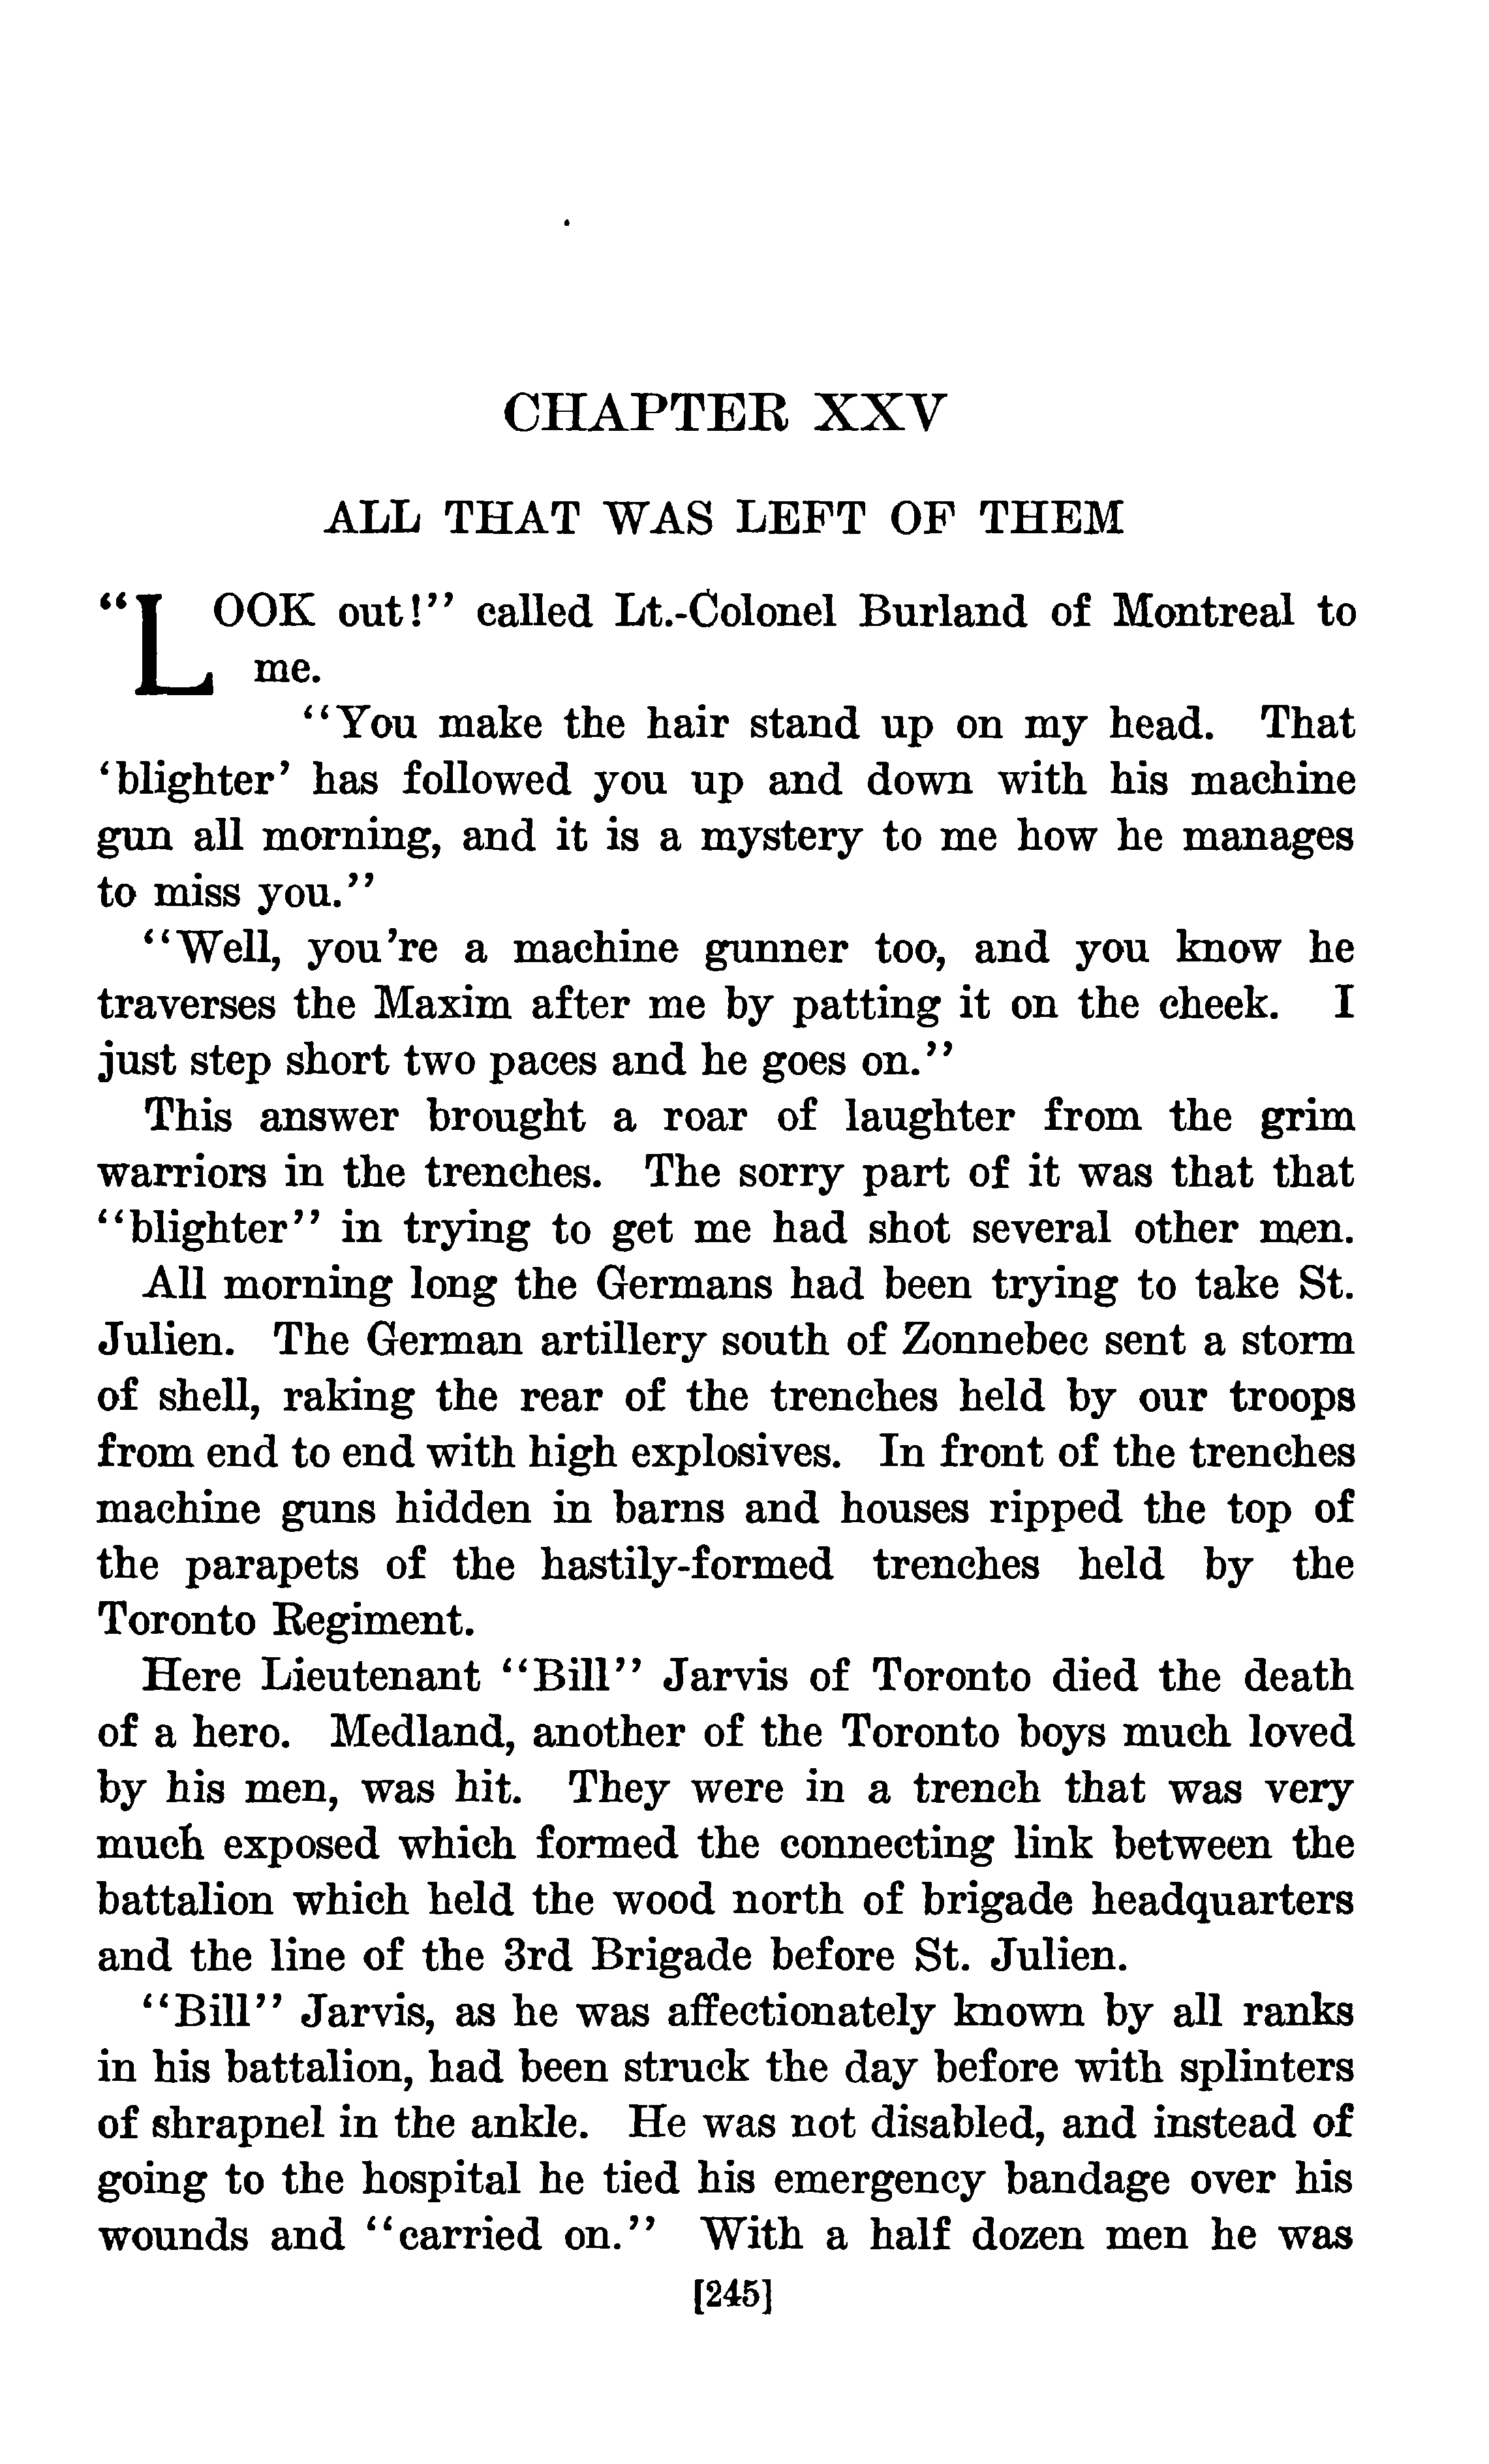 CHAPTER XXV
ALL THAT WAS LEFT OF THEM
“LOOK out!” called Lt.-Colonel Burland of Montreal to
me.
“You make the hair stand up on my head. That
‘blighter’ has followed you up and down with his machine
gun all morning, and it is a mystery to me how he manages
to miss you.”
“Well, you’re a machine gunner too, and you know he
traverses the Maxim after me by patting it on the cheek. I
just step short two paces and he goes on.”
This answer brought a roar of laughter from the grim
warriors in the trenches. The sorry part of it was that that
“blighter” in trying to get me had shot several other men.
All morning long the Germans had been trying to take St.
Julien. The German artillery south of Zonnebec sent a storm
of shell, raking the rear of the trenches held by our troops
from end to end with high explosives. In front of the trenches
machine guns hidden in barns and houses ripped the top of
the parapets of the hastily-formed trenches held by the
Toronto Regiment.
Here Lieutenant “Bill” Jarvis of Toronto died the death
of a hero. Medland, another of the Toronto boys much loved
by his men, was hit. They were in a trench that was very
much exposed which formed the connecting link between the
battalion which held the wood north of brigade headquarters
and the line of the 3rd Brigade before St. Julien.
“Bill” Jarvis, as he was affectionately known by all ranks
in his battalion, had been struck the day before with splinters
of shrapnel in the ankle. He was not disabled, and instead of
going to the hospital he tied his emergency bandage over his
wounds and “carried on.” With a half dozen men he was
[245]